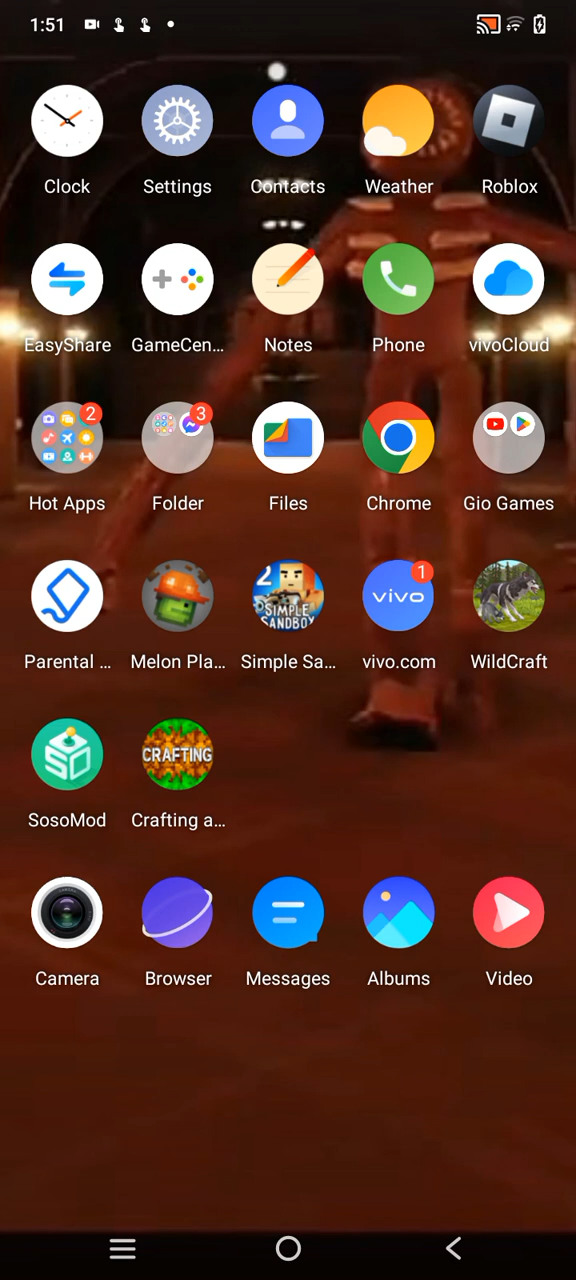 1:51
Clock Settings Contacts Weather Roblox
EasyShare GameCen... Notes Phone vivoCloud
2 3
Hot Apps Folder Files Chrome Gio Games
2 SIMPLE SANDBOX vivo 1
Parental ... Melon Pla... Simple Sa... vivo.com WildCraft
SO CRAFTING
SosoMod Crafting a...
Camera Browser Messages Albums Video